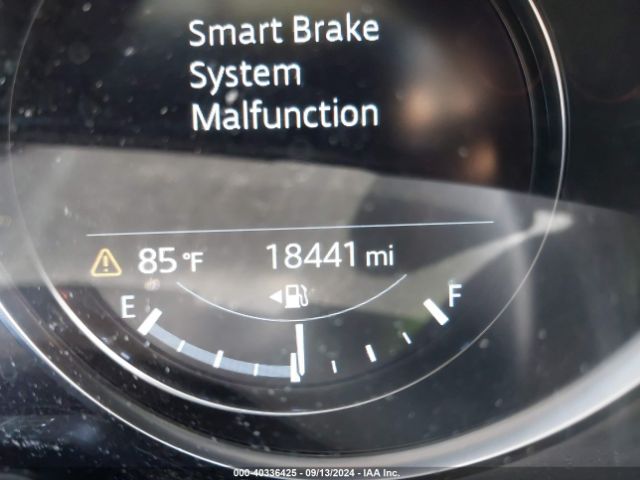 Smart Brake
System
Malfunction
85°F 18441 mi
E F
000-40336425 - 09/13/2024 - IAA Inc.